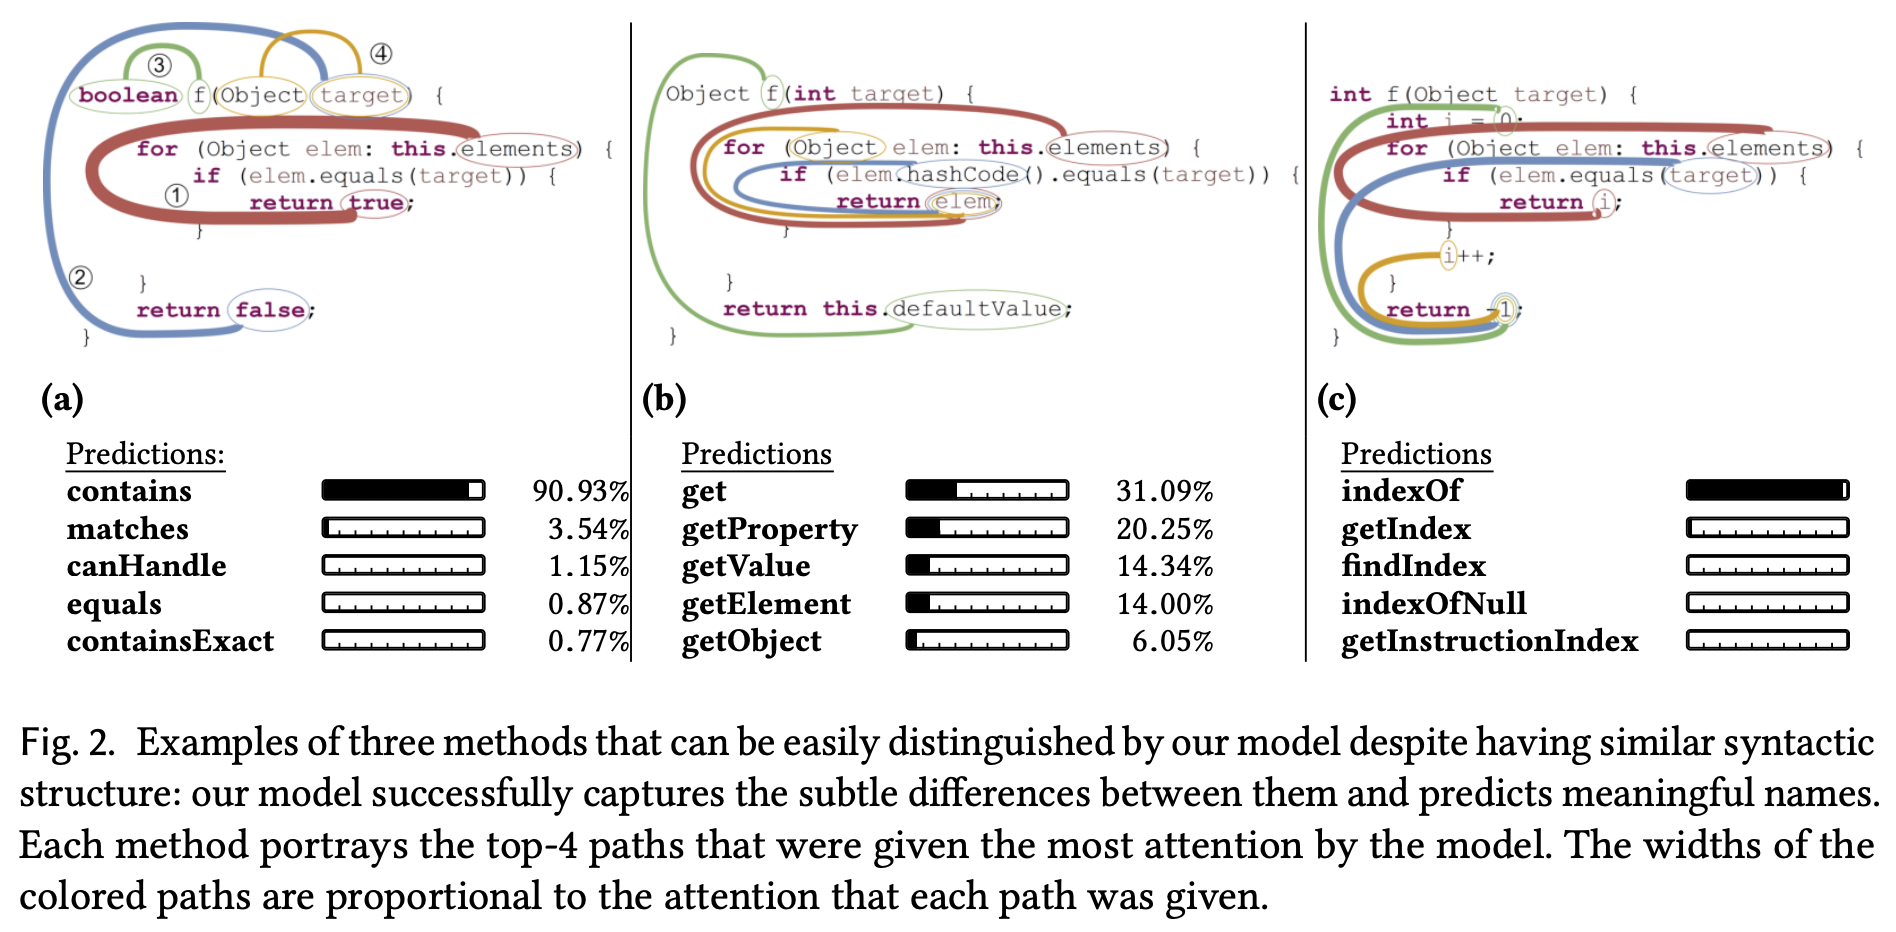 ③
④
boolean f(Object target) {
for (Object elem: this.elements) {
if (elem.equals(target)) {
①
return true;
}
②
}
return false;
}
(a)
Predictions:
contains 90.93%
matches 3.54%
canHandle 1.15%
equals 0.87%
containsExact 0.77%
Object f(int target) {
for (Object elem: this.elements) {
if (elem.hashCode().equals(target)) {
return elem;
}
}
return this.defaultValue;
}
(b)
Predictions
get 31.09%
getProperty 20.25%
getValue 14.34%
getElement 14.00%
getObject 6.05%
int f(Object target) {
int i = 0;
for (Object elem: this.elements) {
if (elem.equals(target)) {
return i;
}
i++;
}
return -1;
}
(c)
Predictions
indexOf
getIndex
findIndex
indexOfNull
getInstructionIndex
Fig. 2. Examples of three methods that can be easily distinguished by our model despite having similar syntactic
structure: our model successfully captures the subtle differences between them and predicts meaningful names.
Each method portrays the top-4 paths that were given the most attention by the model. The widths of the
colored paths are proportional to the attention that each path was given.